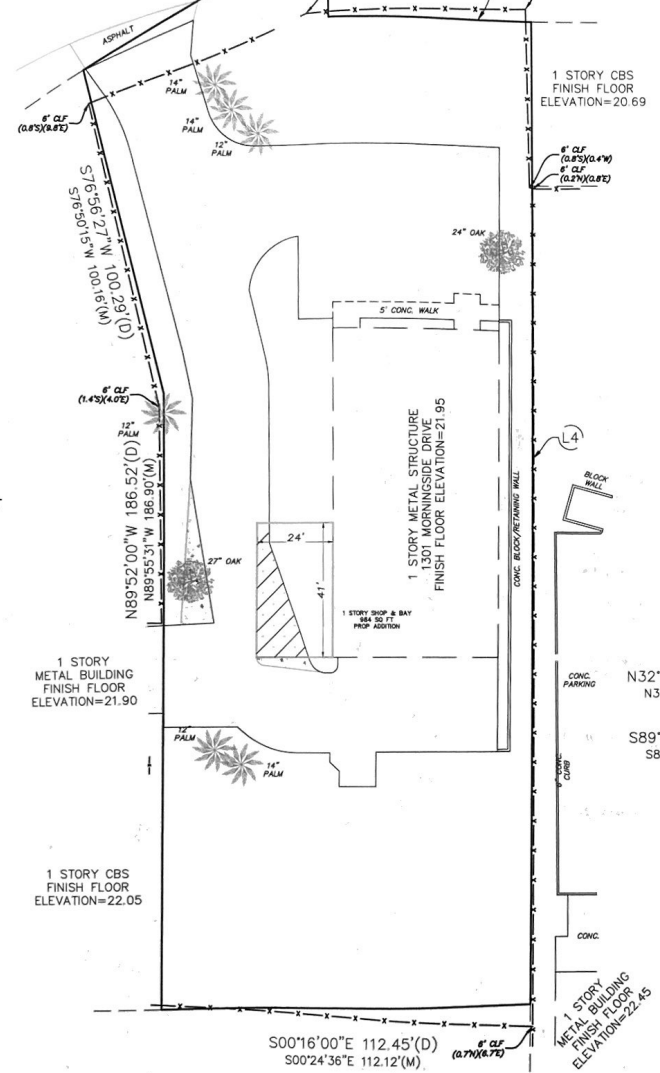 ASPHALT
14"
PALM
14"
PALM
12"
PALM
1 STORY CBS
FINISH FLOOR
ELEVATION=20.69
6' CLF
(0.8'S)(9.8'E)
6' CLF
(0.8'S)(0.4'W)
6' CLF
(0.2'N)(0.8'E)
S76°56'27"W 100.29'(D)
S76°50'15"W 100.16'(M)
24" OAK
5' CONC. WALK
6' CLF
(1.4'S)(4.0'E)
12"
PALM
N89°52'00"W 186.52'(D)
N89°55'31"W 186.90'(M)
1 STORY METAL STRUCTURE
1301 MORNINGSIDE DRIVE
FINISH FLOOR ELEVATION=21.95
CONC. BLOCK/RETAINING WALL
L4
BLOCK
WALL
24'
41'
27" OAK
1 STORY SHOP & BAY
984 SQ FT
PROP ADDITION
1 STORY
METAL BUILDING
FINISH FLOOR
ELEVATION=21.90
CONC.
PARKING
N32°
N3
S89°
S8
12"
PALM
14"
PALM
CONC.
CURB
1 STORY CBS
FINISH FLOOR
ELEVATION=22.05
CONC.
1 STORY
METAL BUILDING
FINISH FLOOR
ELEVATION=22.45
S00°16'00"E 112.45'(D)
S00°24'36"E 112.12'(M)
6' CLF
(0.7'N)(6.7'E)